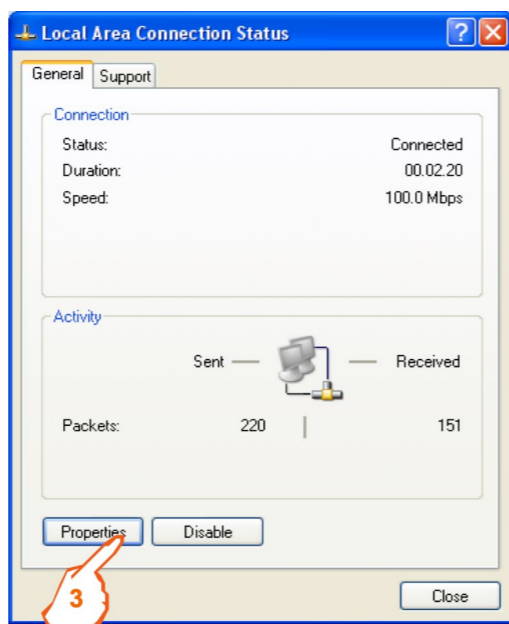 Local Area Connection Status
General Support
Connection
Status: Connected
Duration: 00.02.20
Speed: 100.0 Mbps
Activity
Sent Received
Packets: 220 151
Properties Disable
3
Close